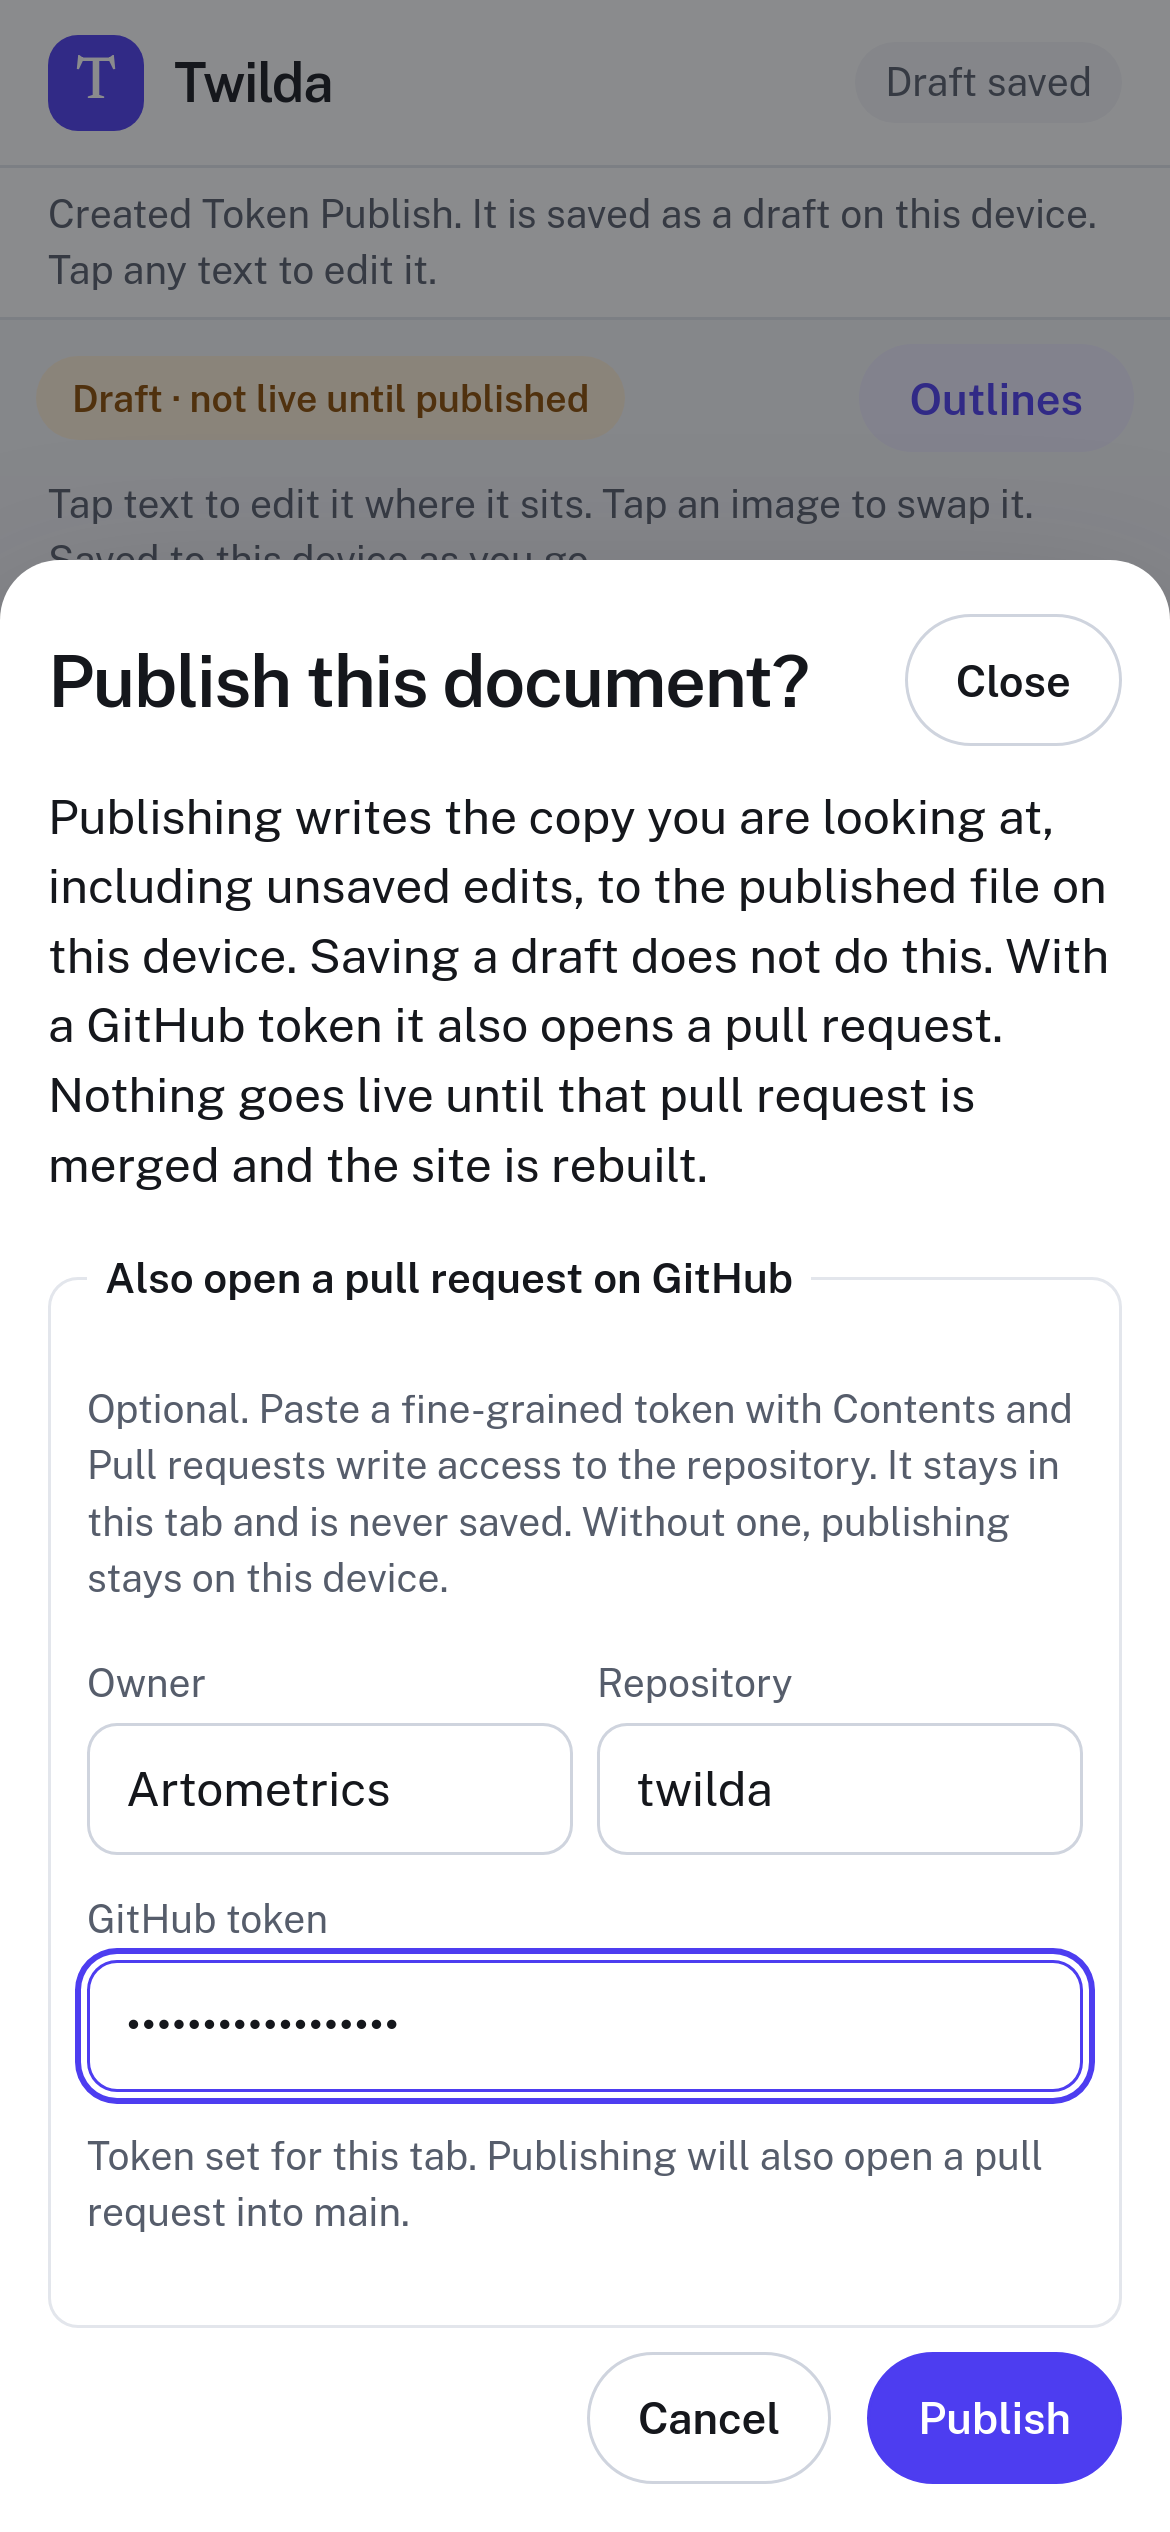 T
Twilda
Draft saved
Created Token Publish. It is saved as a draft on this device.
Tap any text to edit it.
Draft · not live until published
Outlines
Tap text to edit it where it sits. Tap an image to swap it.
Saved to this device as you go.
Publish this document?
Close
Publishing writes the copy you are looking at,
including unsaved edits, to the published file on
this device. Saving a draft does not do this. With
a GitHub token it also opens a pull request.
Nothing goes live until that pull request is
merged and the site is rebuilt.
Also open a pull request on GitHub
Optional. Paste a fine-grained token with Contents and
Pull requests write access to the repository. It stays in
this tab and is never saved. Without one, publishing
stays on this device.
Owner
Repository
Artometrics
twilda
GitHub token
••••••••••••••••••
Token set for this tab. Publishing will also open a pull
request into main.
Cancel
Publish